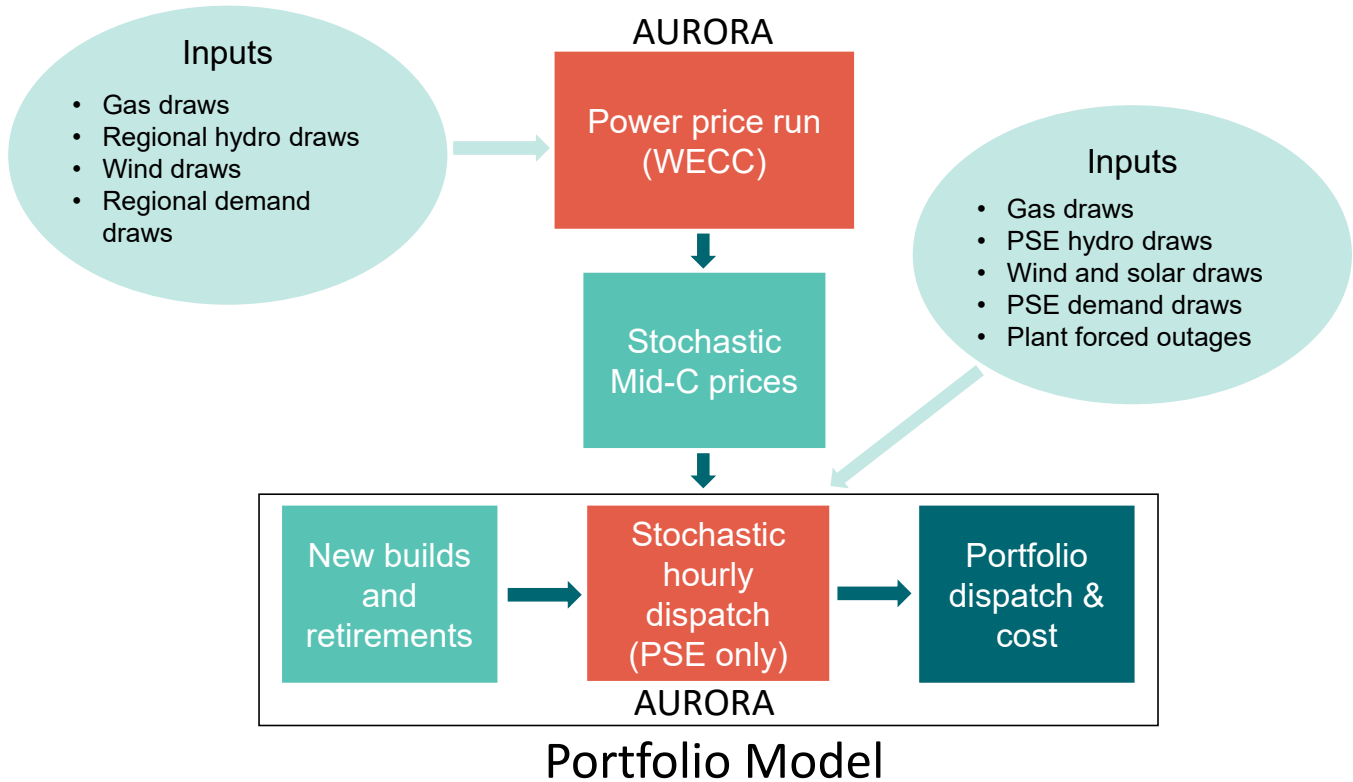 AURORA
Inputs
• Gas draws
• Regional hydro draws
• Wind draws
• Regional demand
draws
Power price run
(WECC)
Inputs
• Gas draws
• PSE hydro draws
• Wind and solar draws
• PSE demand draws
• Plant forced outages
Stochastic
Mid-C prices
New builds
and
retirements
Stochastic
hourly
dispatch
(PSE only)
Portfolio
dispatch &
cost
AURORA
Portfolio Model